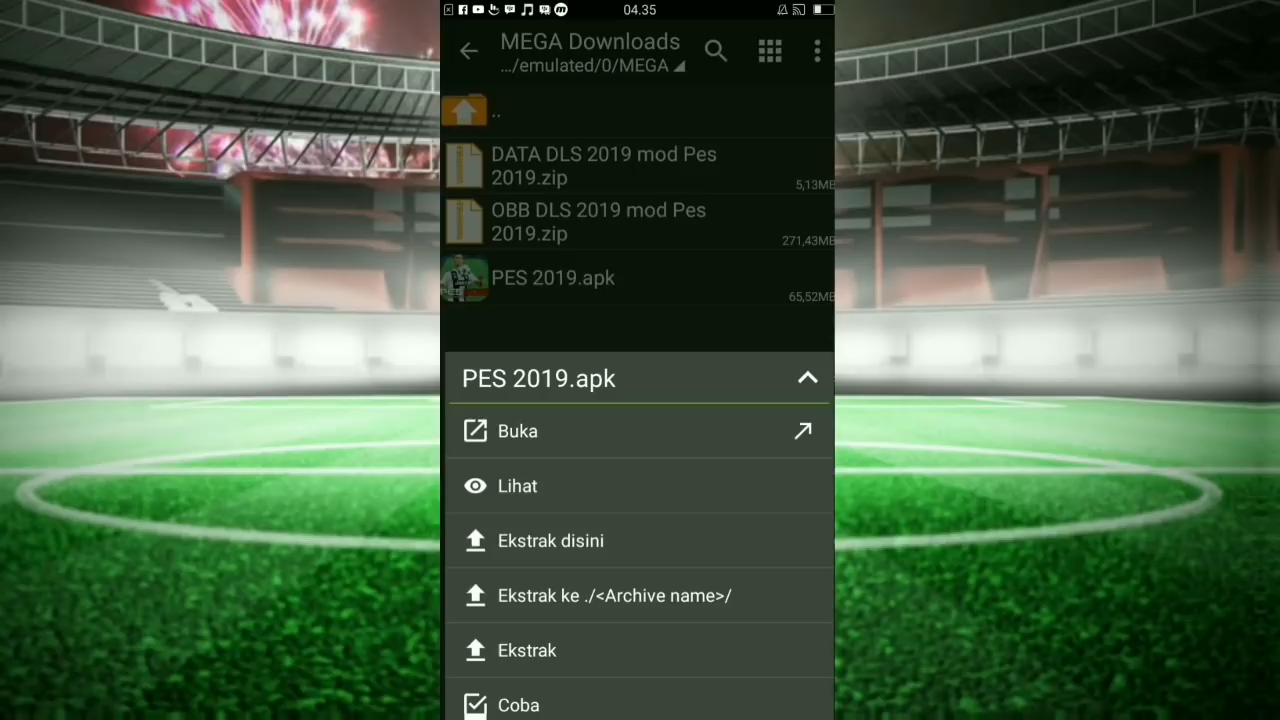 04.35
MEGA Downloads
.../emulated/0/MEGA
..
DATA DLS 2019 mod Pes
2019.zip
5,13MB
OBB DLS 2019 mod Pes
2019.zip
271,43MB
PES 2019.apk
65,52MB
PES 2019.apk
Buka
Lihat
Ekstrak disini
Ekstrak ke ./<Archive name>/
Ekstrak
Coba